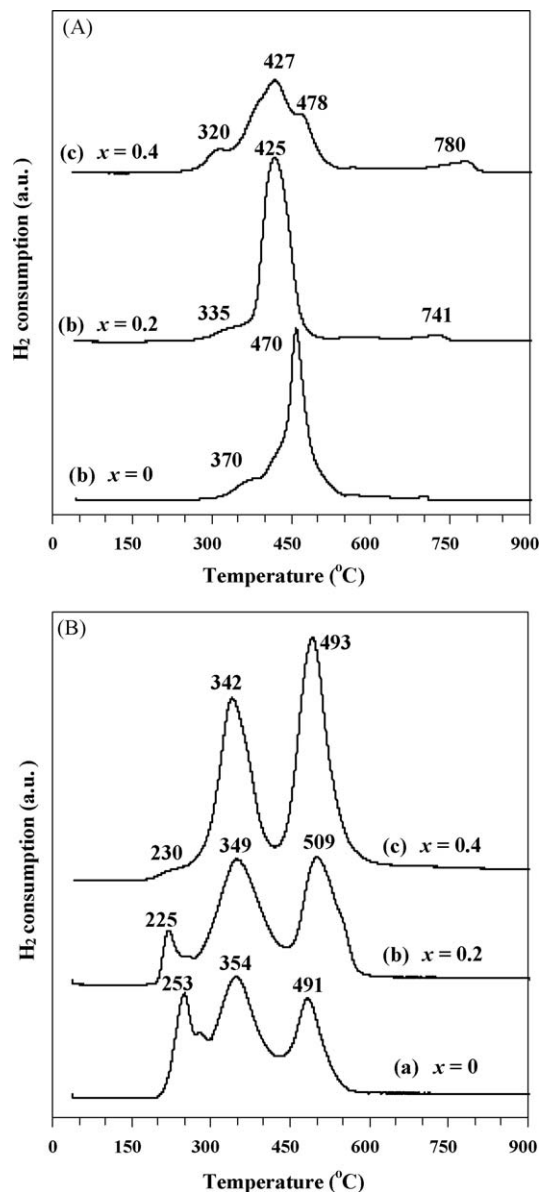 (A)
427
478
320
780
(c) x = 0.4
425
335
741
(b) x = 0.2
470
370
(b) x = 0
H2 consumption (a.u.)
0 150 300 450 600 750 900
Temperature (oC)
(B)
493
342
230
(c) x = 0.4
349
509
225
(b) x = 0.2
253
354
491
(a) x = 0
H2 consumption (a.u.)
0 150 300 450 600 750 900
Temperature (oC)